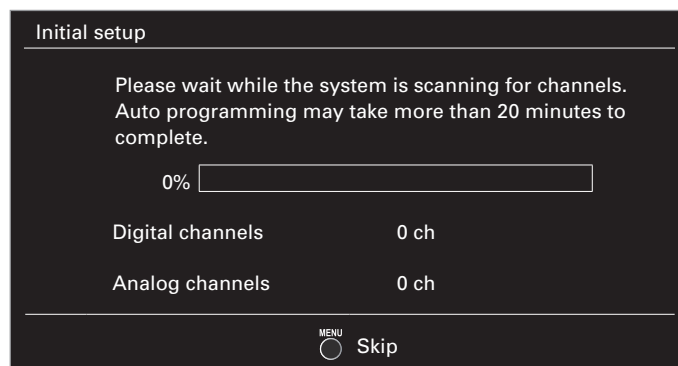 Initial setup
Please wait while the system is scanning for channels.
Auto programming may take more than 20 minutes to
complete.
0%
Digital channels 0 ch
Analog channels 0 ch
MENU
Skip